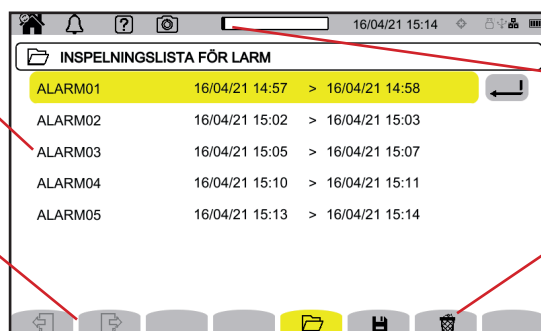 16/04/21 15:14
INSPELNINGSLISTA FÖR LARM
ALARM01 16/04/21 14:57 > 16/04/21 14:58
ALARM02 16/04/21 15:02 > 16/04/21 15:03
ALARM03 16/04/21 15:05 > 16/04/21 15:07
ALARM04 16/04/21 15:10 > 16/04/21 15:11
ALARM05 16/04/21 15:13 > 16/04/21 15:14